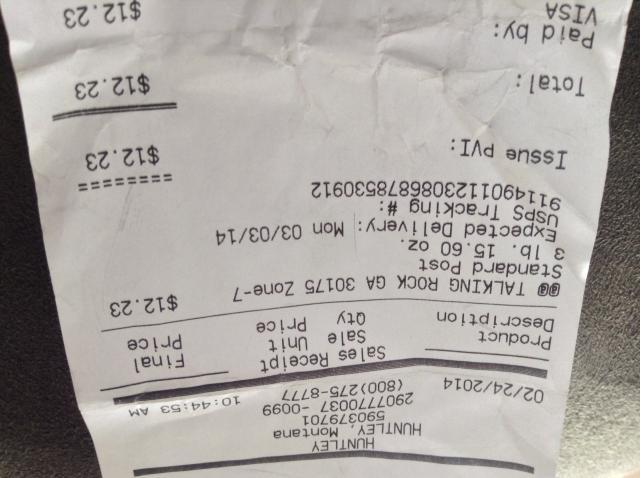 HUNTLEY
HUNTLEY, Montana
590379701
2907770037 -0099
02/24/2014 (800)275-8777 10:44:53 AM
Sales Receipt
Product Sale Unit Final
Description Qty Price Price
@@ TALKING ROCK GA 30175 Zone-7 $12.23
Standard Post
3 lb. 15.60 oz.
Expected Delivery: Mon 03/03/14
USPS Tracking #:
9114901123086878530912
========
Issue PVI: $12.23
Total: $12.23
Paid by:
VISA $12.23